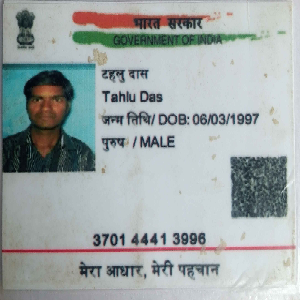 भारत सरकार
GOVERNMENT OF INDIA
टहलु दास
Tahlu Das
जन्म तिथि/ DOB: 06/03/1997
पुरुष / MALE
3701 4441 3996
मेरा आधार, मेरी पहचान